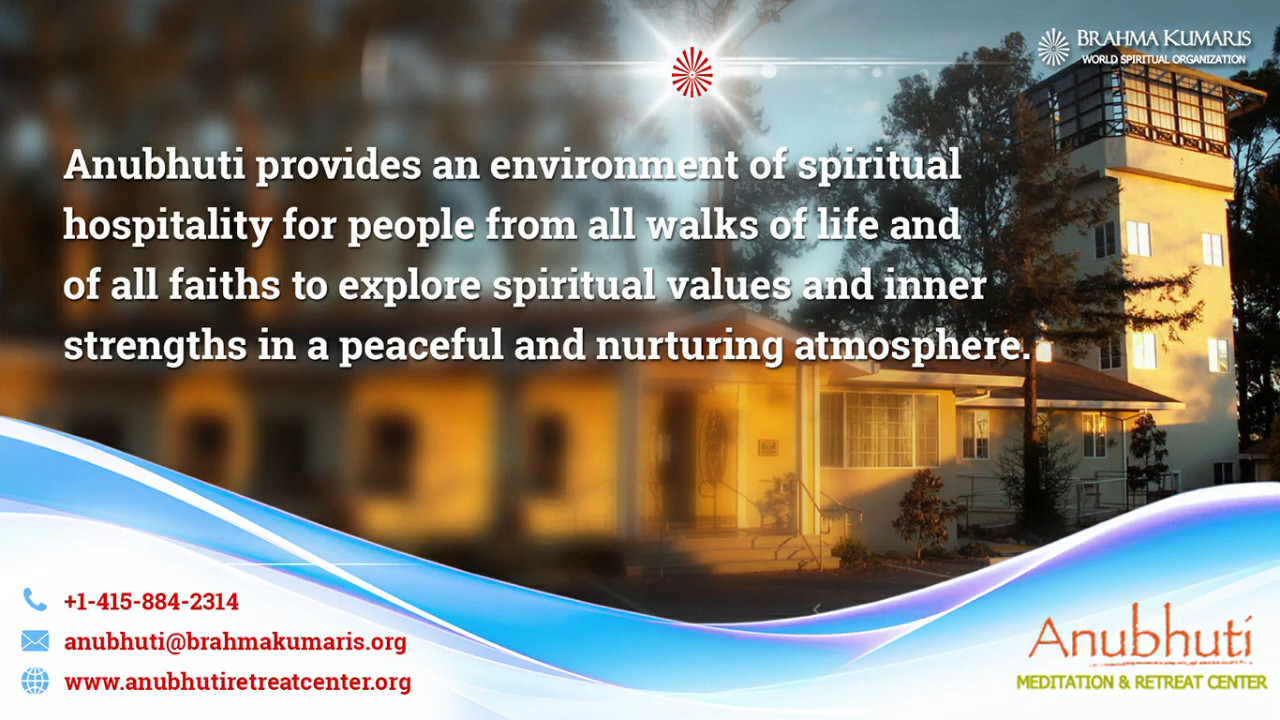 BRAHMA KUMARIS
WORLD SPIRITUAL ORGANIZATION
Anubhuti provides an environment of spiritual
hospitality for people from all walks of life and
of all faiths to explore spiritual values and inner
strengths in a peaceful and nurturing atmosphere.
+1-415-884-2314
anubhuti@brahmakumaris.org
www.anubhutiretreatcenter.org
Anubhuti
MEDITATION & RETREAT CENTER